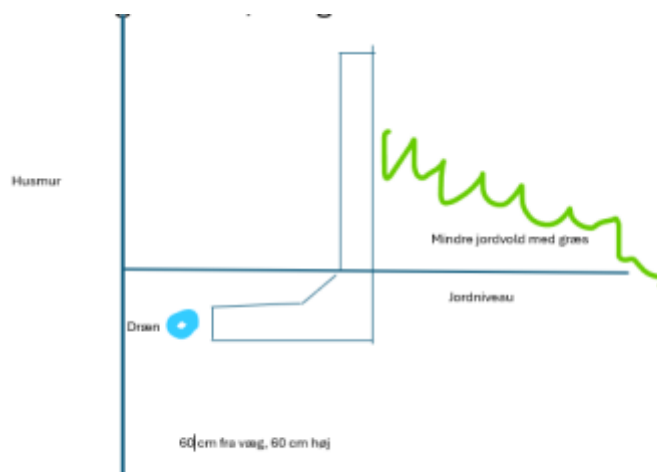 Husmur
Mindre jordvold med græs
Jordniveau
Dræn
60 cm fra væg, 60 cm høj